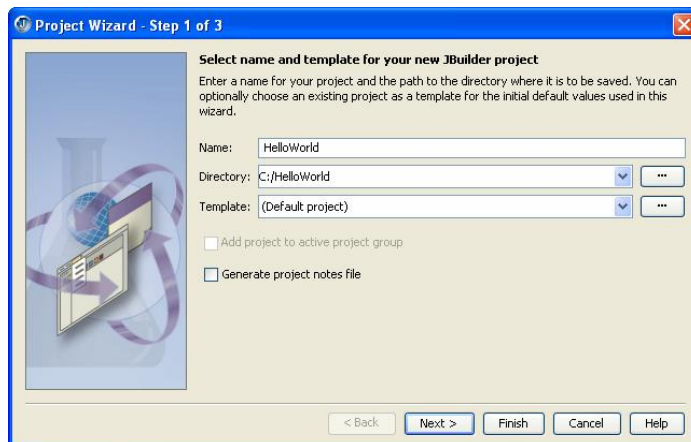 Project Wizard - Step 1 of 3
Select name and template for your new JBuilder project
Enter a name for your project and the path to the directory where it is to be saved. You can
optionally choose an existing project as a template for the initial default values used in this
wizard.
Name: HelloWorld
Directory: C:/HelloWorld ...
Template: (Default project) ...
Add project to active project group
Generate project notes file
< Back Next > Finish Cancel Help